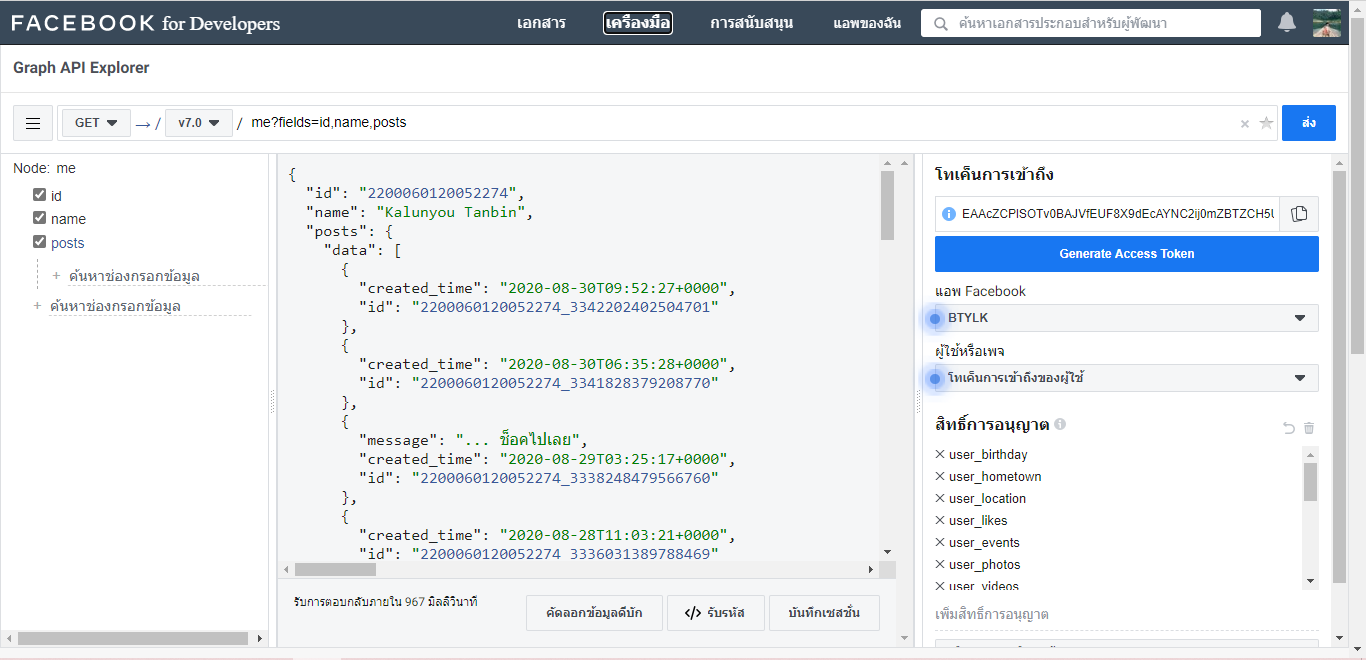 FACEBOOK for Developers
เอกสาร
เครื่องมือ
การสนับสนุน
แอพของฉัน
ค้นหาเอกสารประกอบสำหรับผู้พัฒนา
Graph API Explorer
GET → / v7.0 / me?fields=id,name,posts
ส่ง
Node: me
id
name
posts
+ ค้นหาช่องกรอกข้อมูล
+ ค้นหาช่องกรอกข้อมูล
{
"id": "2200060120052274",
"name": "Kalunyou Tanbin",
"posts": {
"data": [
{
"created_time": "2020-08-30T09:52:27+0000",
"id": "2200060120052274_3342202402504701"
},
{
"created_time": "2020-08-30T06:35:28+0000",
"id": "2200060120052274_3341828379208770"
},
{
"message": "... ช็อคไปเลย",
"created_time": "2020-08-29T03:25:17+0000",
"id": "2200060120052274_3338248479566760"
},
{
"created_time": "2020-08-28T11:03:21+0000",
"id": "2200060120052274_3336031389788469"
รับการตอบกลับภายใน 967 มิลลิวินาที
คัดลอกข้อมูลดีบัก
</> รับรหัส
บันทึกเซสชั่น
โทเค็นการเข้าถึง
EAAcZCPISOTv0BAJVfEUF8X9dEcAYNC2ij0mZBTZCH5U
Generate Access Token
แอพ Facebook
BTYLK
ผู้ใช้หรือเพจ
โทเค็นการเข้าถึงของผู้ใช้
สิทธิ์การอนุญาต
user_birthday
user_hometown
user_location
user_likes
user_events
user_photos
user_videos
เพิ่มสิทธิ์การอนุญาต